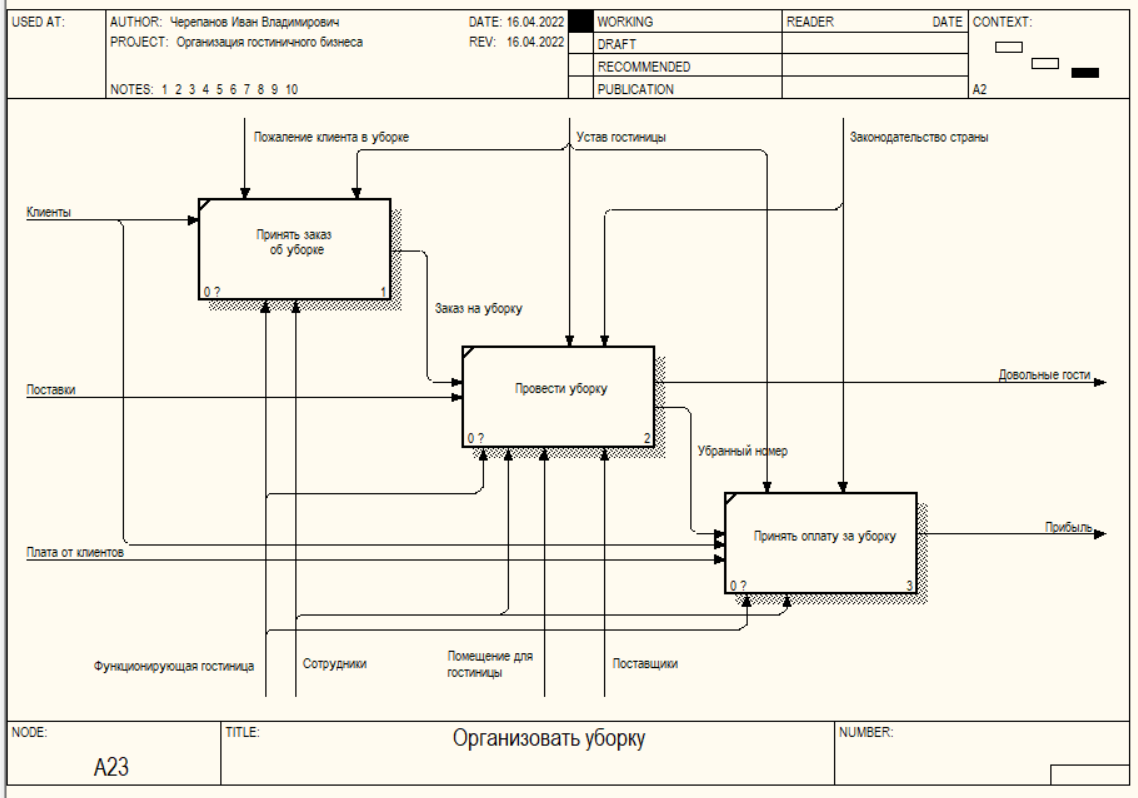 USED AT:
AUTHOR: Черепанов Иван Владимирович
DATE: 16.04.2022
PROJECT: Организация гостиничного бизнеса
REV: 16.04.2022
NOTES: 1 2 3 4 5 6 7 8 9 10
WORKING
DRAFT
RECOMMENDED
PUBLICATION
READER
DATE
CONTEXT:
A2
Пожаление клиента в уборке
Устав гостиницы
Законодательство страны
Клиенты
Принять заказ
об уборке
0 ?
1
Заказ на уборку
Поставки
Провести уборку
0 ?
2
Довольные гости
Убранный номер
Плата от клиентов
Принять оплату за уборку
0 ?
3
Прибыль
Функционирующая гостиница
Сотрудники
Помещение для
гостиницы
Поставщики
NODE:
A23
TITLE:
Организовать уборку
NUMBER: